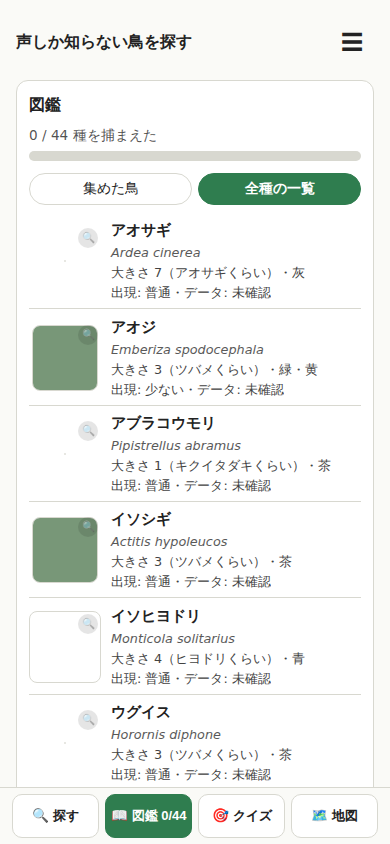 声しか知らない鳥を探す
図鑑
0 / 44 種を捕まえた
集めた鳥
全種の一覧
アオサギ
Ardea cinerea
大きさ 7（アオサギくらい）・灰
出現: 普通・データ: 未確認
アオジ
Emberiza spodocephala
大きさ 3（ツバメくらい）・緑・黄
出現: 少ない・データ: 未確認
アブラコウモリ
Pipistrellus abramus
大きさ 1（キクイタダキくらい）・茶
出現: 普通・データ: 未確認
イソシギ
Actitis hypoleucos
大きさ 3（ツバメくらい）・茶
出現: 普通・データ: 未確認
イソヒヨドリ
Monticola solitarius
大きさ 4（ヒヨドリくらい）・青
出現: 普通・データ: 未確認
ウグイス
Horornis diphone
大きさ 3（ツバメくらい）・茶
出現: 普通・データ: 未確認
探す
図鑑 0/44
クイズ
地図